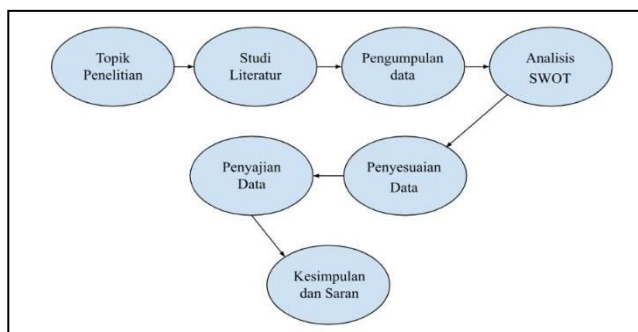 Topik
Penelitian
Studi
Literatur
Pengumpulan
data
Analisis
SWOT
Penyajian
Data
Penyesuaian
Data
Kesimpulan
dan Saran